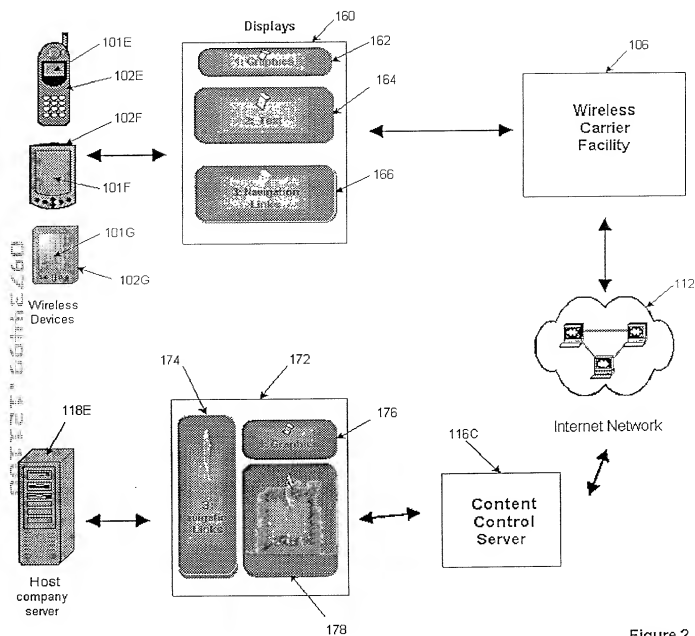 Displays
160
162
101E
102E
1: Graphics
164
106
2: Text
Wireless
Carrier
Facility
102F
101F
166
3: Navigation
Links
101G
102G
Wireless
Devices
112
174
172
176
118E
Internet Network
116C
Content
Control
Server
Links
Host
company
server
178
Figure 2